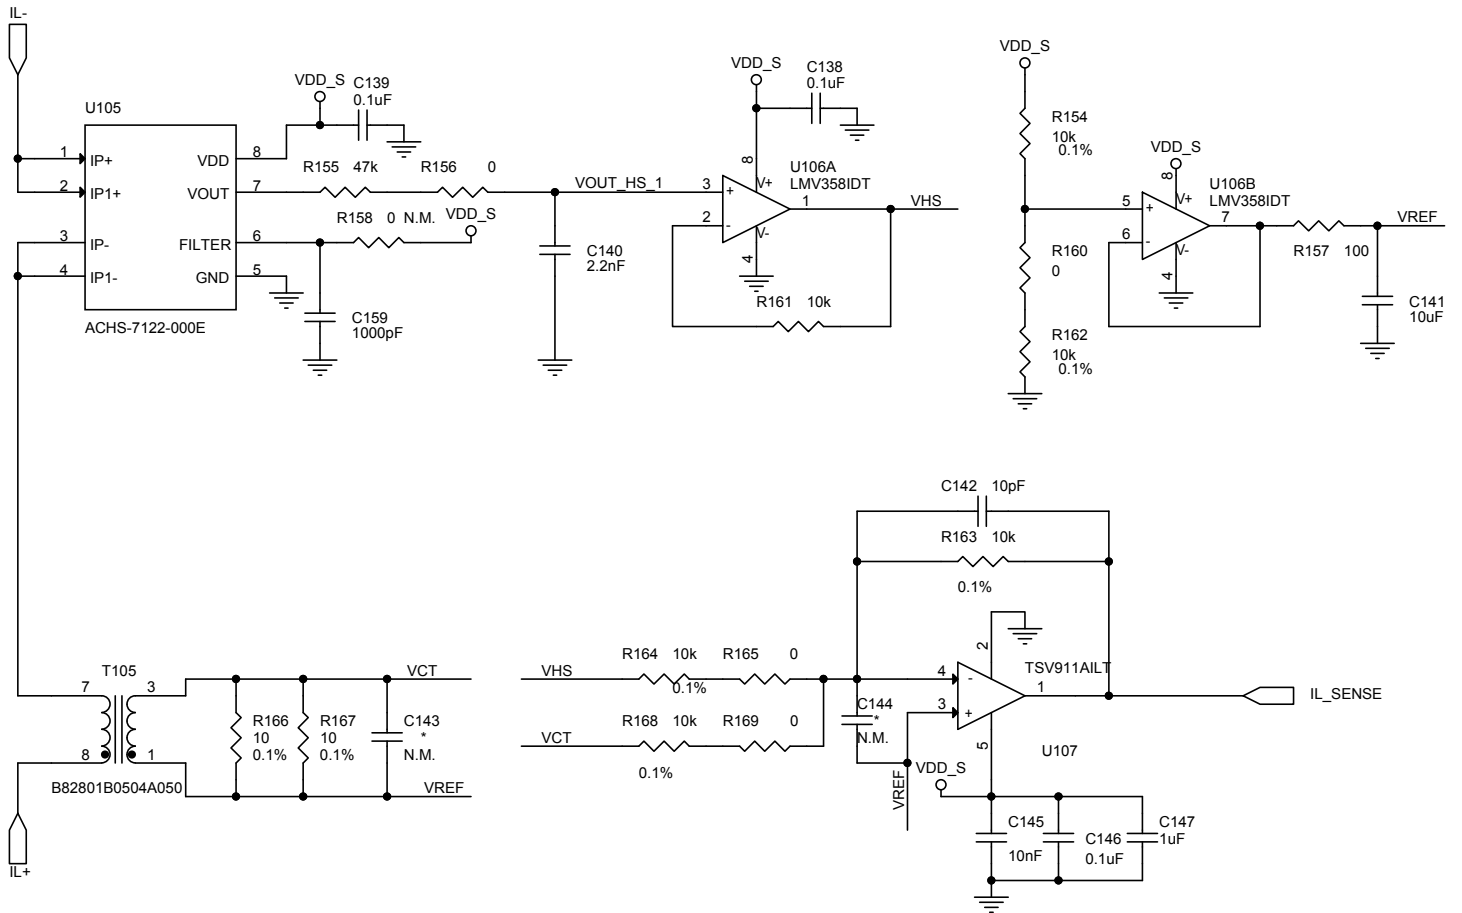 IL-
U105
1
IP+
2
IP1+
3
IP-
4
IP1-
VDD
8
VOUT
7
FILTER
6
GND
5
ACHS-7122-000E
VDD_S
C139
0.1uF
R155 47k
R156 0
R158 0 N.M.
VDD_S
C159
1000pF
VOUT_HS_1
C140
2.2nF
VDD_S
C138
0.1uF
U106A
LMV358IDT
8
V+
3
+
2
-
1
V-
4
VHS
R161 10k
VDD_S
R154
10k
0.1%
R160
0
R162
10k
0.1%
VDD_S
8
U106B
LMV358IDT
V+
5
+
6
-
7
V-
4
R157 100
VREF
C141
10uF
C142 10pF
R163 10k
0.1%
T105
7
3
8
1
B82801B0504A050
IL+
R166
10
0.1%
R167
10
0.1%
C143
*
N.M.
VCT
VREF
VHS
R164 10k
0.1%
R165 0
VCT
R168 10k
0.1%
R169 0
C144
*
N.M.
VREF
2
TSV911AILT
4
-
3
+
1
5
U107
IL_SENSE
VDD_S
C145
10nF
C146
0.1uF
C147
1uF